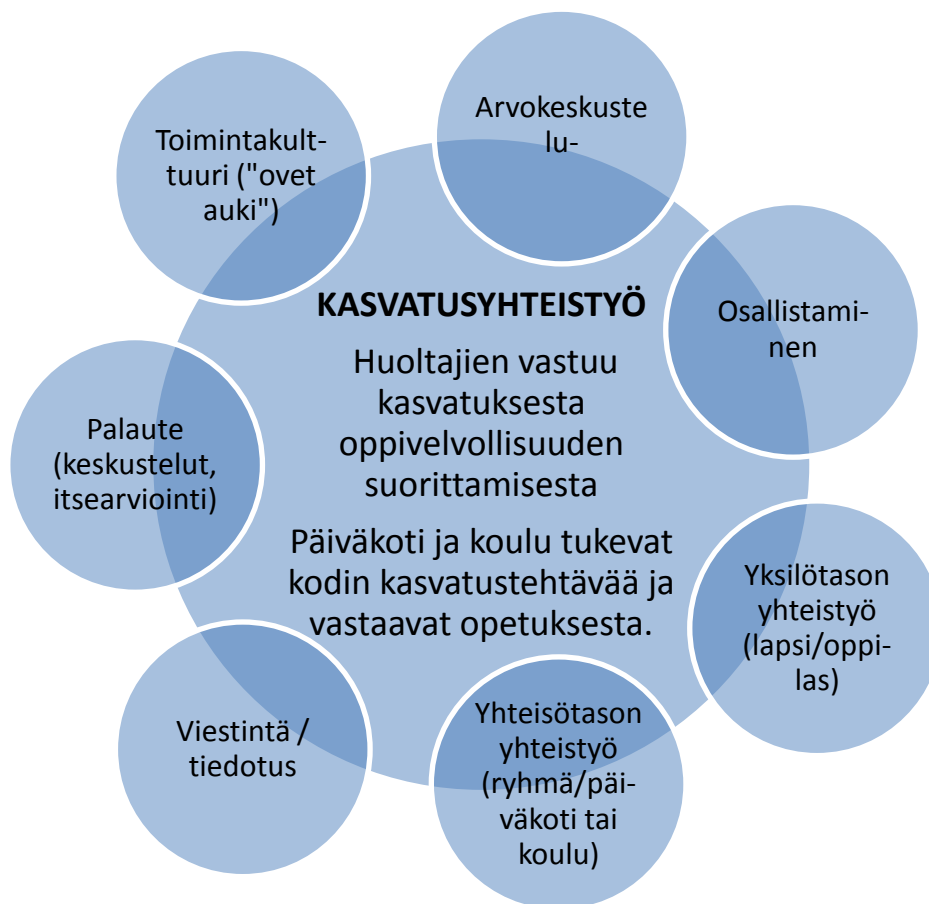 Arvokeskuste
lu-
Toimintakult-
tuuri ("ovet
auki")
Osallistami-
nen
KASVATUSYHTEISTYÖ
Huoltajien vastuu
kasvatuksesta
oppivelvollisuuden
suorittamisesta
Päiväkoti ja koulu tukevat
kodin kasvatustehtävää ja
vastaavat opetuksesta.
Palaute
(keskustelut,
itsearviointi)
Yksilötason
yhteistyö
(lapsi/oppi-
las)
Viestintä /
tiedotus
Yhteisötason
yhteistyö
(ryhmä/päi-
väkoti tai
koulu)